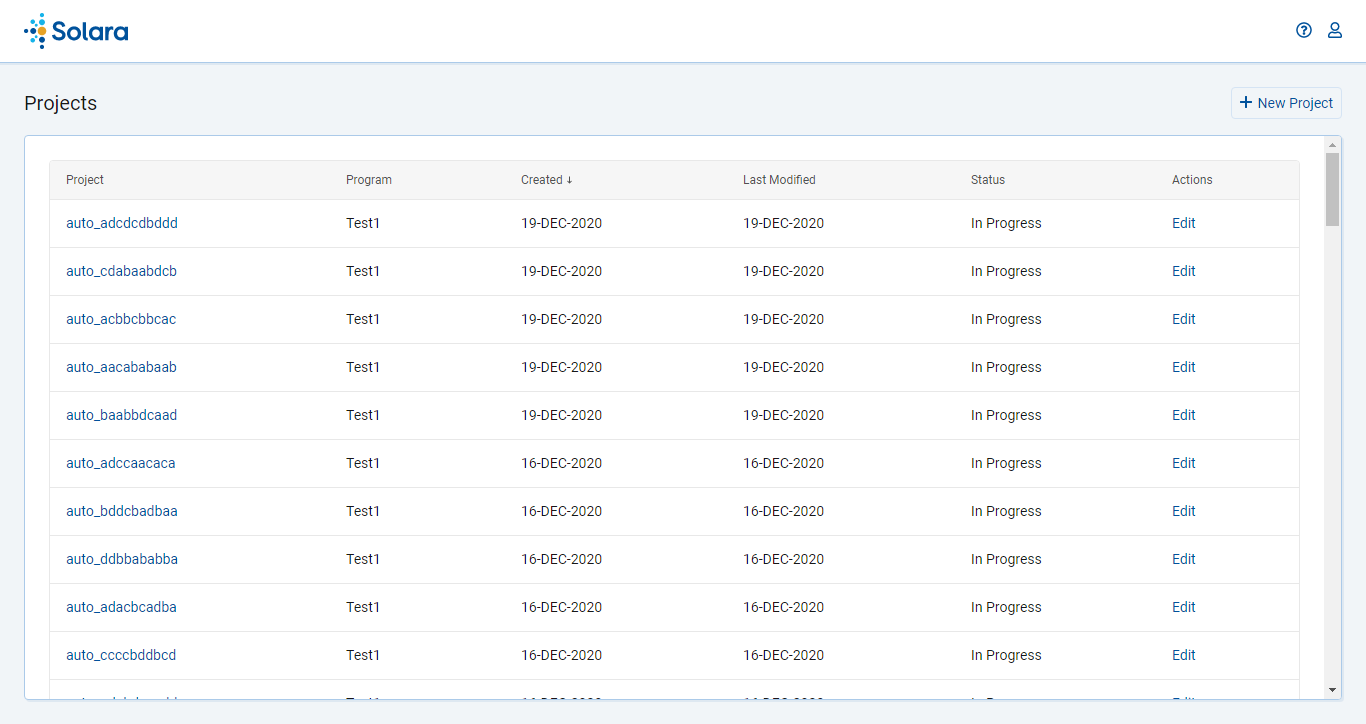 Solara
Projects
New Project
Project Program Created ↓ Last Modified Status Actions
auto_adcdcdbddd Test1 19-DEC-2020 19-DEC-2020 In Progress Edit
auto_cdabaabdcb Test1 19-DEC-2020 19-DEC-2020 In Progress Edit
auto_acbbcbbcac Test1 19-DEC-2020 19-DEC-2020 In Progress Edit
auto_aacababaab Test1 19-DEC-2020 19-DEC-2020 In Progress Edit
auto_baabbdcaad Test1 19-DEC-2020 19-DEC-2020 In Progress Edit
auto_adccaacaca Test1 16-DEC-2020 16-DEC-2020 In Progress Edit
auto_bddcbadbaa Test1 16-DEC-2020 16-DEC-2020 In Progress Edit
auto_ddbbababba Test1 16-DEC-2020 16-DEC-2020 In Progress Edit
auto_adacbcadba Test1 16-DEC-2020 16-DEC-2020 In Progress Edit
auto_ccccbddbcd Test1 16-DEC-2020 16-DEC-2020 In Progress Edit